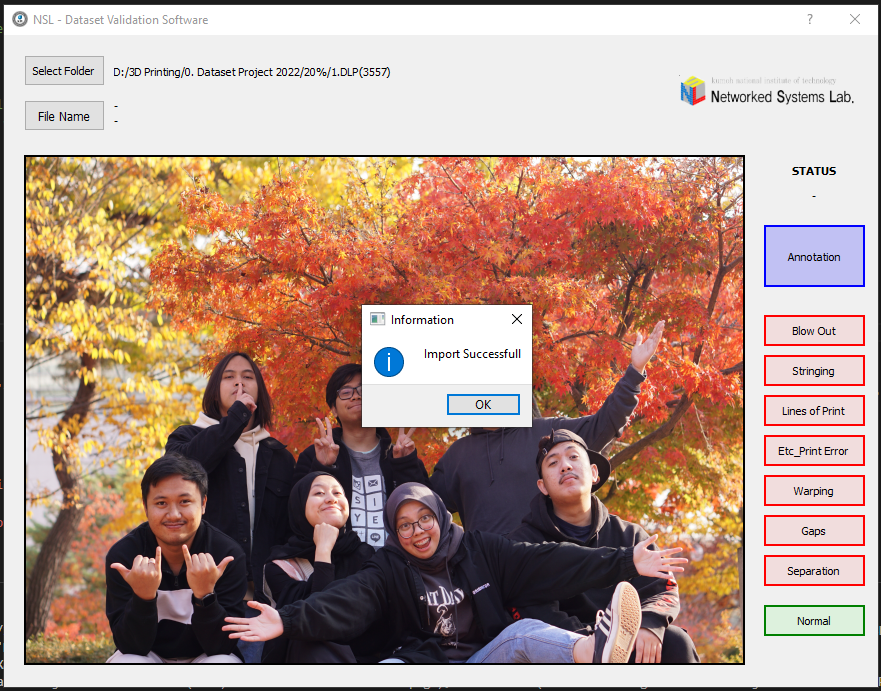 NSL - Dataset Validation Software
?
Select Folder
D:/3D Printing/0. Dataset Project 2022/20%/1.DLP(3557)
kumoh national institute of technology
Networked Systems Lab.
File Name
-
-
STATUS
-
Annotation
Information
Import Successfull
OK
Blow Out
Stringing
Lines of Print
Etc_Print Error
Warping
Gaps
Separation
Normal